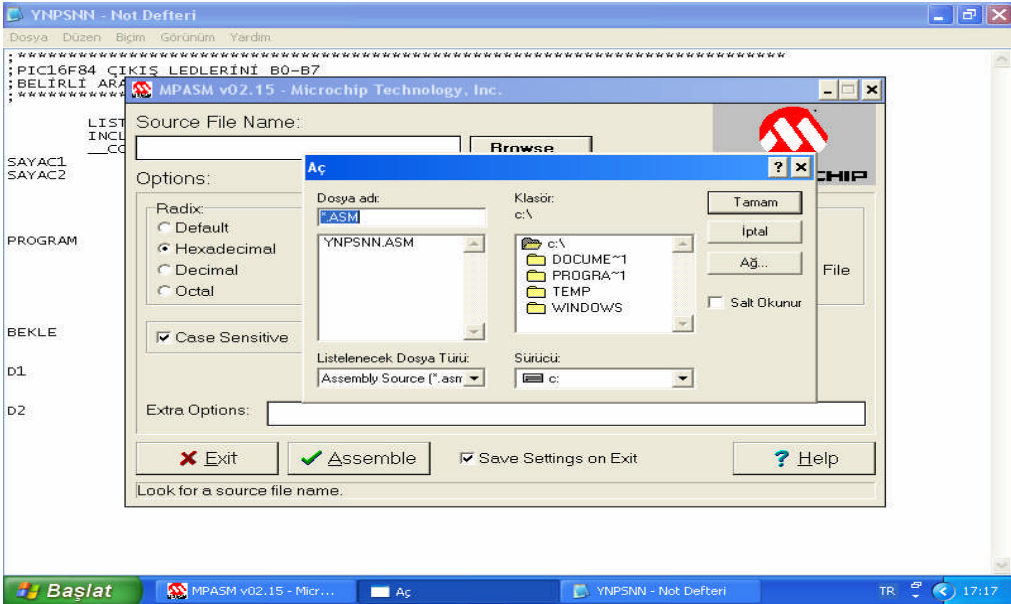 YNPSNN - Not Defteri
Dosya Düzen Biçim Görünüm Yardım
;*****************************************************************************
;PIC16F84 ÇIKIŞ LEDLERİNİ B0-B7
;BELİRLİ ARA
;***********
LIST
INCL
__CO
SAYAC1
SAYAC2
PROGRAM
BEKLE
D1
D2
MPASM v02.15 - Microchip Technology, Inc.
Source File Name:
Browse
CHIP
Options:
Radix:
Default
Hexadecimal
Decimal
Octal
File
Case Sensitive
Extra Options:
Exit
Assemble
Save Settings on Exit
? Help
Look for a source file name.
Aç
Dosya adı:
*.ASM
YNPSNN.ASM
Listelenecek Dosya Türü:
Assembly Source (*.asm
Klasör:
c:\
c:\
DOCUME~1
PROGRA~1
TEMP
WINDOWS
Sürücü:
c:
Tamam
İptal
Ağ...
Salt Okunur
Başlat
MPASM v02.15 - Micr...
Aç
YNPSNN - Not Defteri
TR
17:17